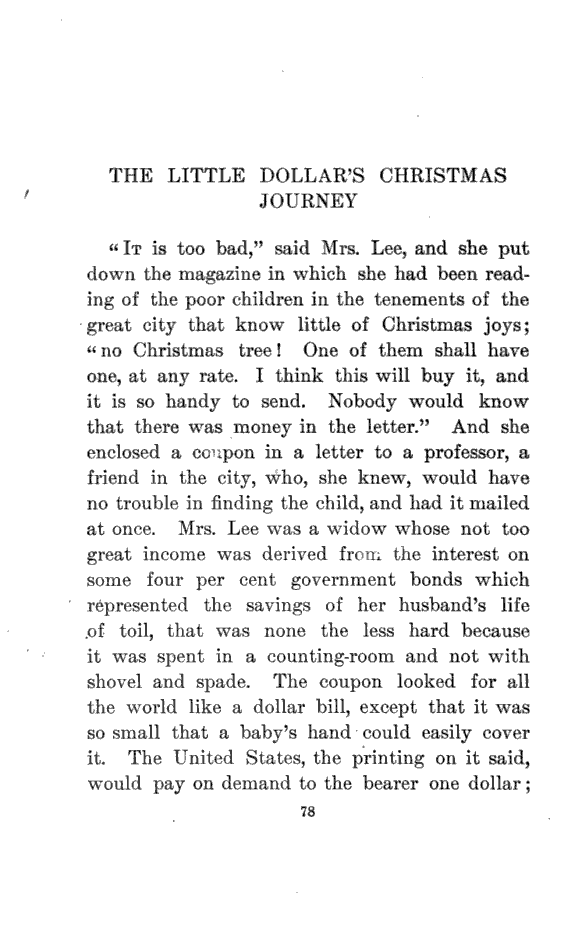 THE LITTLE DOLLAR'S CHRISTMAS
JOURNEY
“IT is too bad,” said Mrs. Lee, and she put
down the magazine in which she had been read-
ing of the poor children in the tenements of the
great city that know little of Christmas joys;
“no Christmas tree! One of them shall have
one, at any rate. I think this will buy it, and
it is so handy to send. Nobody would know
that there was money in the letter.” And she
enclosed a coupon in a letter to a professor, a
friend in the city, who, she knew, would have
no trouble in finding the child, and had it mailed
at once. Mrs. Lee was a widow whose not too
great income was derived from the interest on
some four per cent government bonds which
represented the savings of her husband's life
of toil, that was none the less hard because
it was spent in a counting-room and not with
shovel and spade. The coupon looked for all
the world like a dollar bill, except that it was
so small that a baby's hand could easily cover
it. The United States, the printing on it said,
would pay on demand to the bearer one dollar;
78